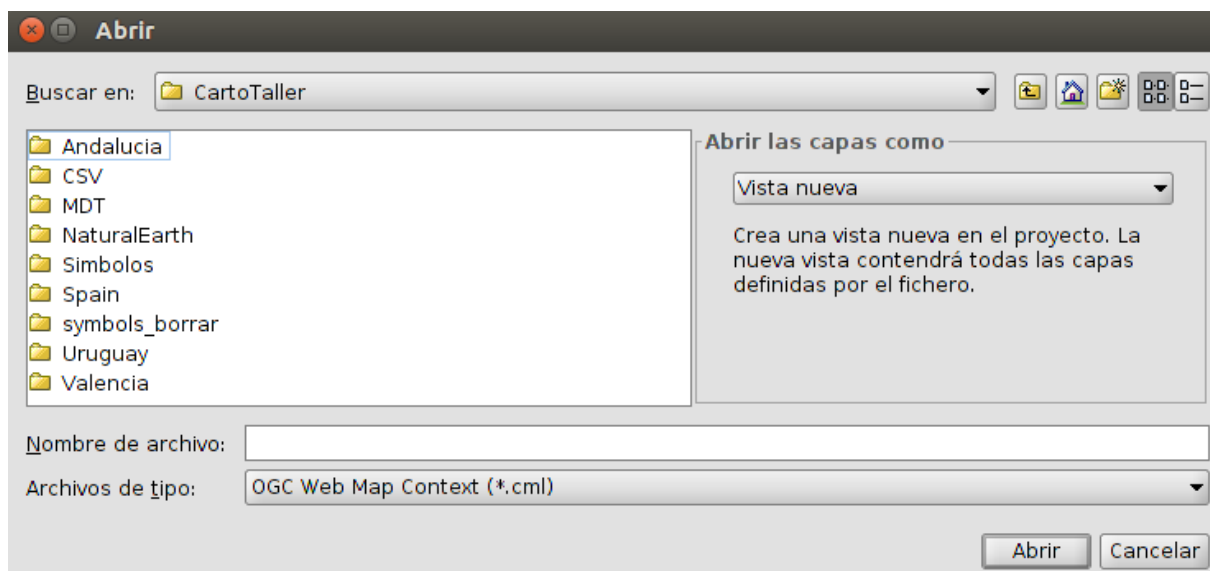 Abrir
Buscar en: CartoTaller
Andalucia
CSV
MDT
NaturalEarth
Simbolos
Spain
symbols_borrar
Uruguay
Valencia
Abrir las capas como
Vista nueva
Crea una vista nueva en el proyecto. La
nueva vista contendrá todas las capas
definidas por el fichero.
Nombre de archivo:
Archivos de tipo: OGC Web Map Context (*.cml)
Abrir Cancelar